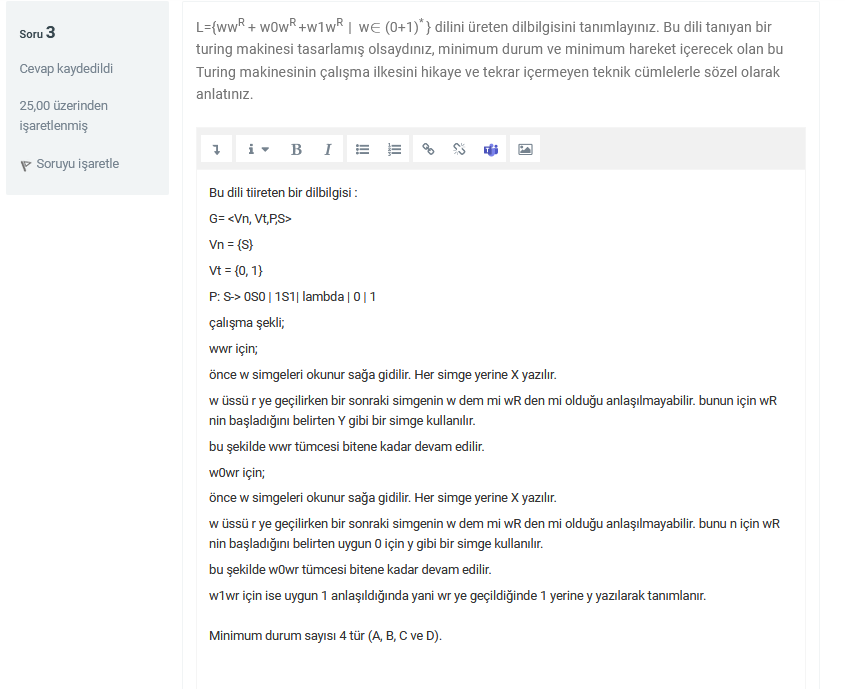 Soru 3
Cevap kaydedildi
25,00 üzerinden
işaretlenmiş
Soruyu işaretle
L={ww^R + w0w^R +w1w^R | w∈ (0+1)^*} dilini üreten dilbilgisini tanımlayınız. Bu dili tanıyan bir
turing makinesi tasarlamış olsaydınız, minimum durum ve minimum hareket içerecek olan bu
Turing makinesinin çalışma ilkesini hikaye ve tekrar içermeyen teknik cümlelerle sözel olarak
anlatınız.
i
B
I
Bu dili tiireten bir dilbilgisi :
G= <Vn, Vt,P,S>
Vn = {S}
Vt = {0, 1}
P: S-> 0S0 | 1S1| lambda | 0 | 1
çalışma şekli;
wwr için;
önce w simgeleri okunur sağa gidilir. Her simge yerine X yazılır.
w üssü r ye geçilirken bir sonraki simgenin w dem mi wR den mi olduğu anlaşılmayabilir. bunun için wR
nin başladığını belirten Y gibi bir simge kullanılır.
bu şekilde wwr tümcesi bitene kadar devam edilir.
w0wr için;
önce w simgeleri okunur sağa gidilir. Her simge yerine X yazılır.
w üssü r ye geçilirken bir sonraki simgenin w dem mi wR den mi olduğu anlaşılmayabilir. bunu n için wR
nin başladığını belirten uygun 0 için y gibi bir simge kullanılır.
bu şekilde w0wr tümcesi bitene kadar devam edilir.
w1wr için ise uygun 1 anlaşıldığında yani wr ye geçildiğinde 1 yerine y yazılarak tanımlanır.
Minimum durum sayısı 4 tür (A, B, C ve D).